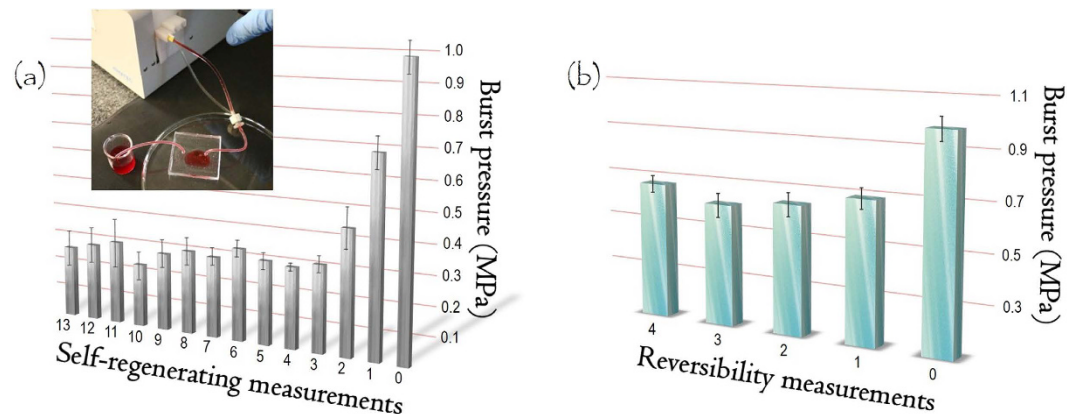 (a)
1.0
0.9
0.8
0.7
0.6
0.5
0.4
0.3
0.2
0.1
Burst pressure (MPa)
13 12 11 10 9 8 7 6 5 4 3 2 1 0
Self-regenerating measurements
(b)
1.1
0.9
0.7
0.5
0.3
Burst pressure (MPa)
4 3 2 1 0
Reversibility measurements